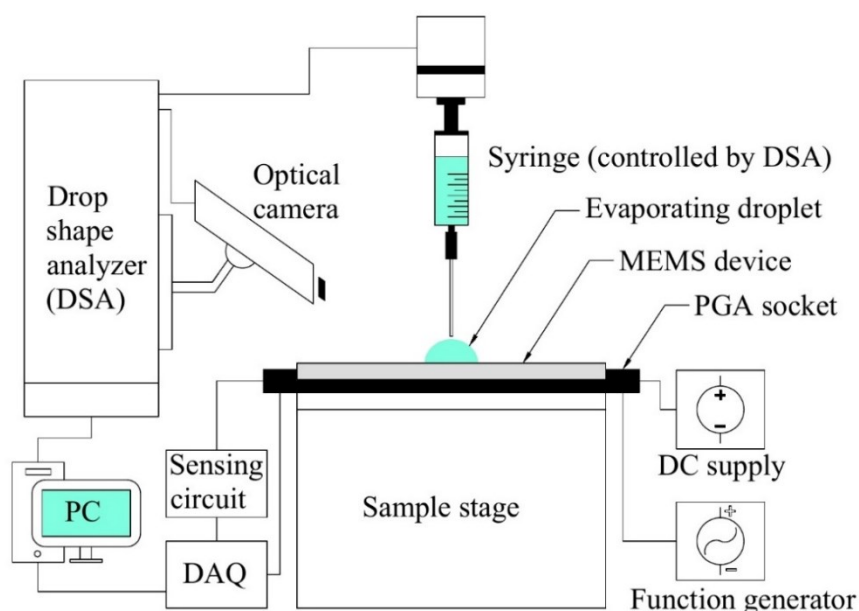 Drop
shape
analyzer
(DSA)
Optical
camera
Syringe (controlled by DSA)
Evaporating droplet
MEMS device
PGA socket
Sensing
circuit
DAQ
PC
Sample stage
DC supply
Function generator